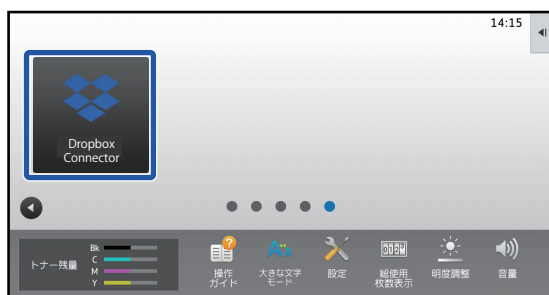 14:15
Dropbox
Connector
トナー残量
Bk
C
M
Y
操作
ガイド
大きな文字
モード
設定
総使用
枚数表示
明度調整
音量